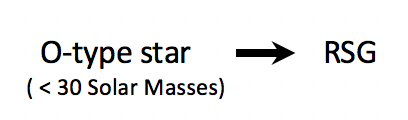 O-type star → RSG
( < 30 Solar Masses)